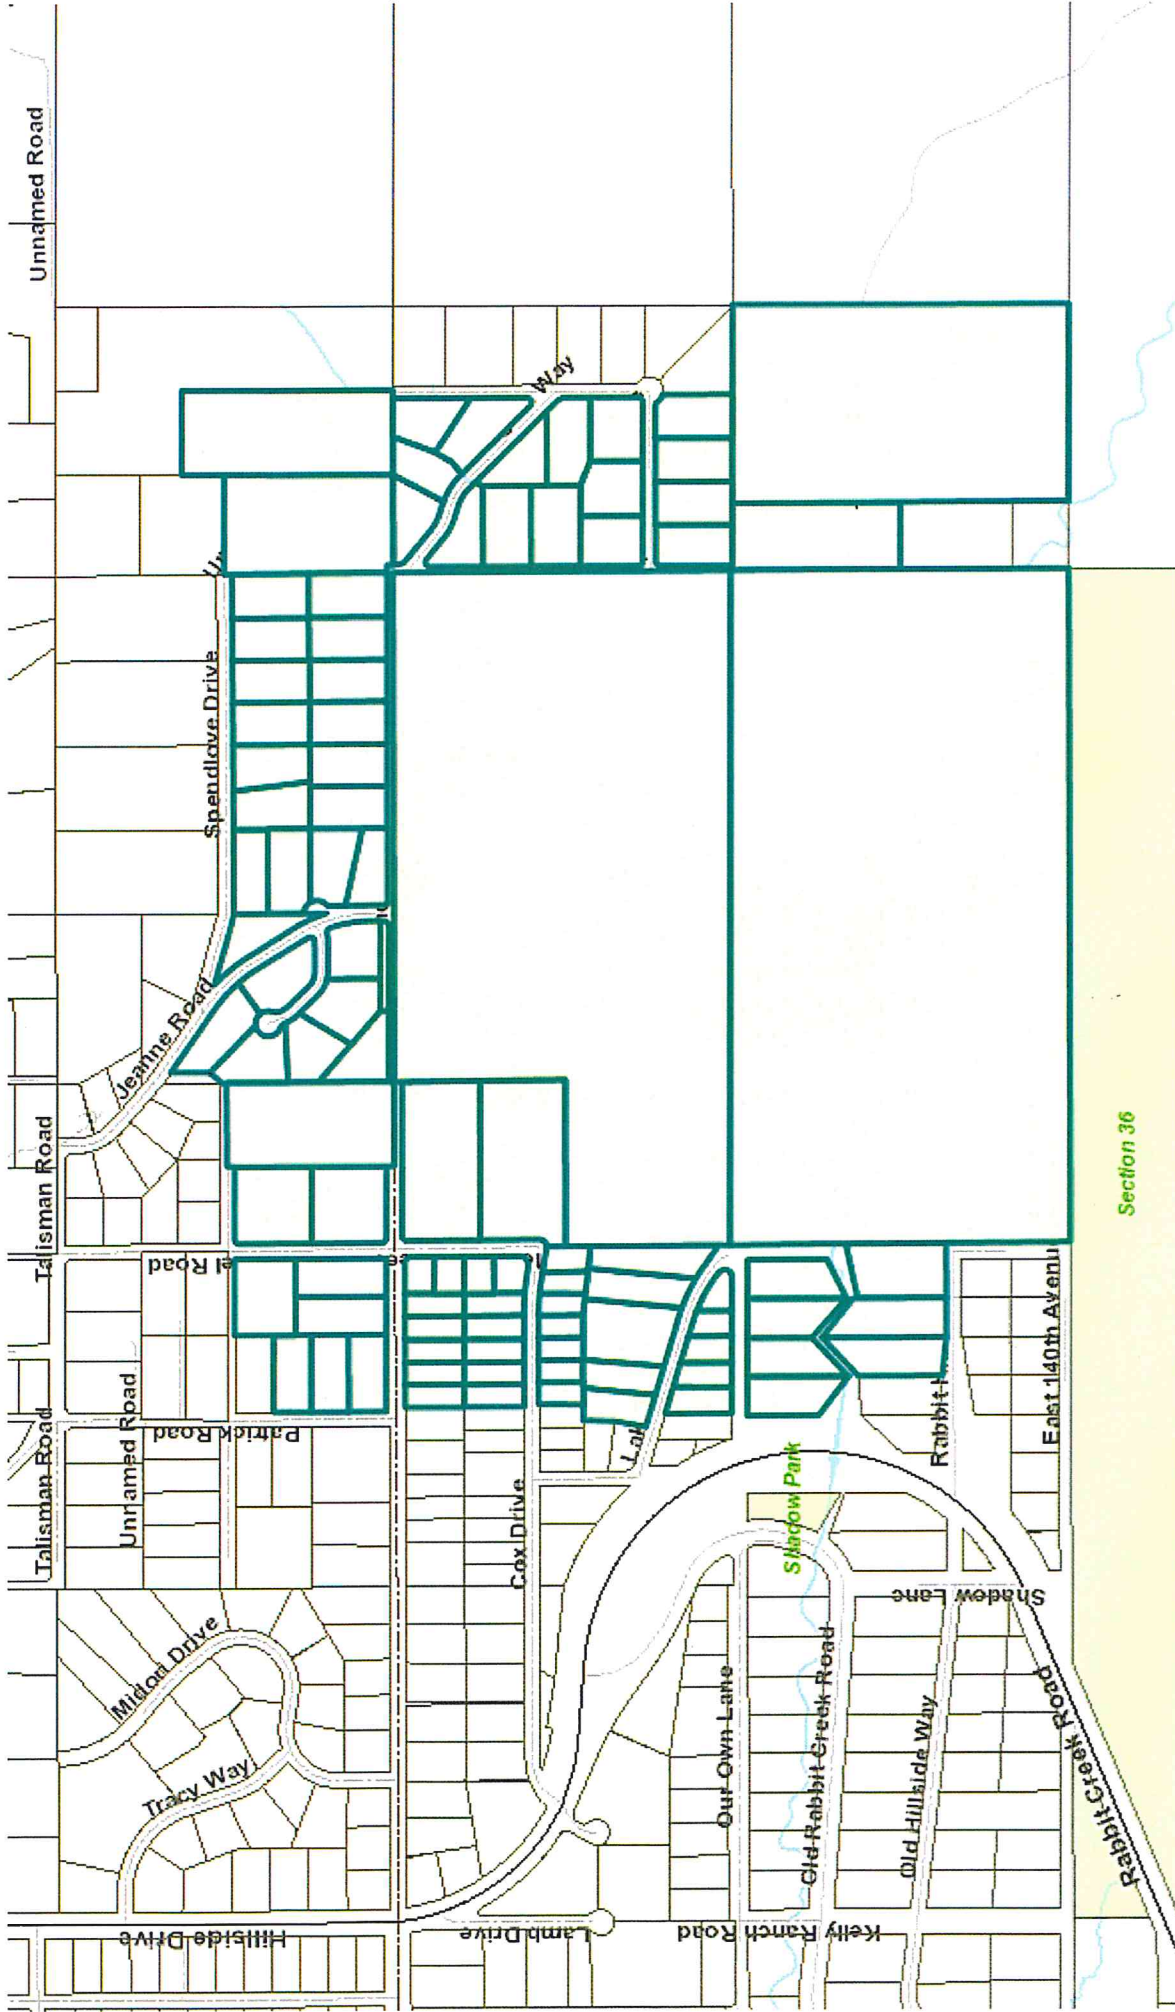 Unnamed Road
Way
Spendlove Drive
Jeanne Road
Talisman Road
Section 36
el Road
East 140th Avenu
Rabbit
Patrick Road
Unnamed Road
Talisman Road
Lak
Shadow Park
Cox Drive
Shadow Lane
Midori Drive
Tracy Way
Our Own Lane
Old Rabbit Creek Road
Old Hillside Way
Rabbit Creek Road
Hillside Drive
Lamb Drive
Kelly Ranch Road